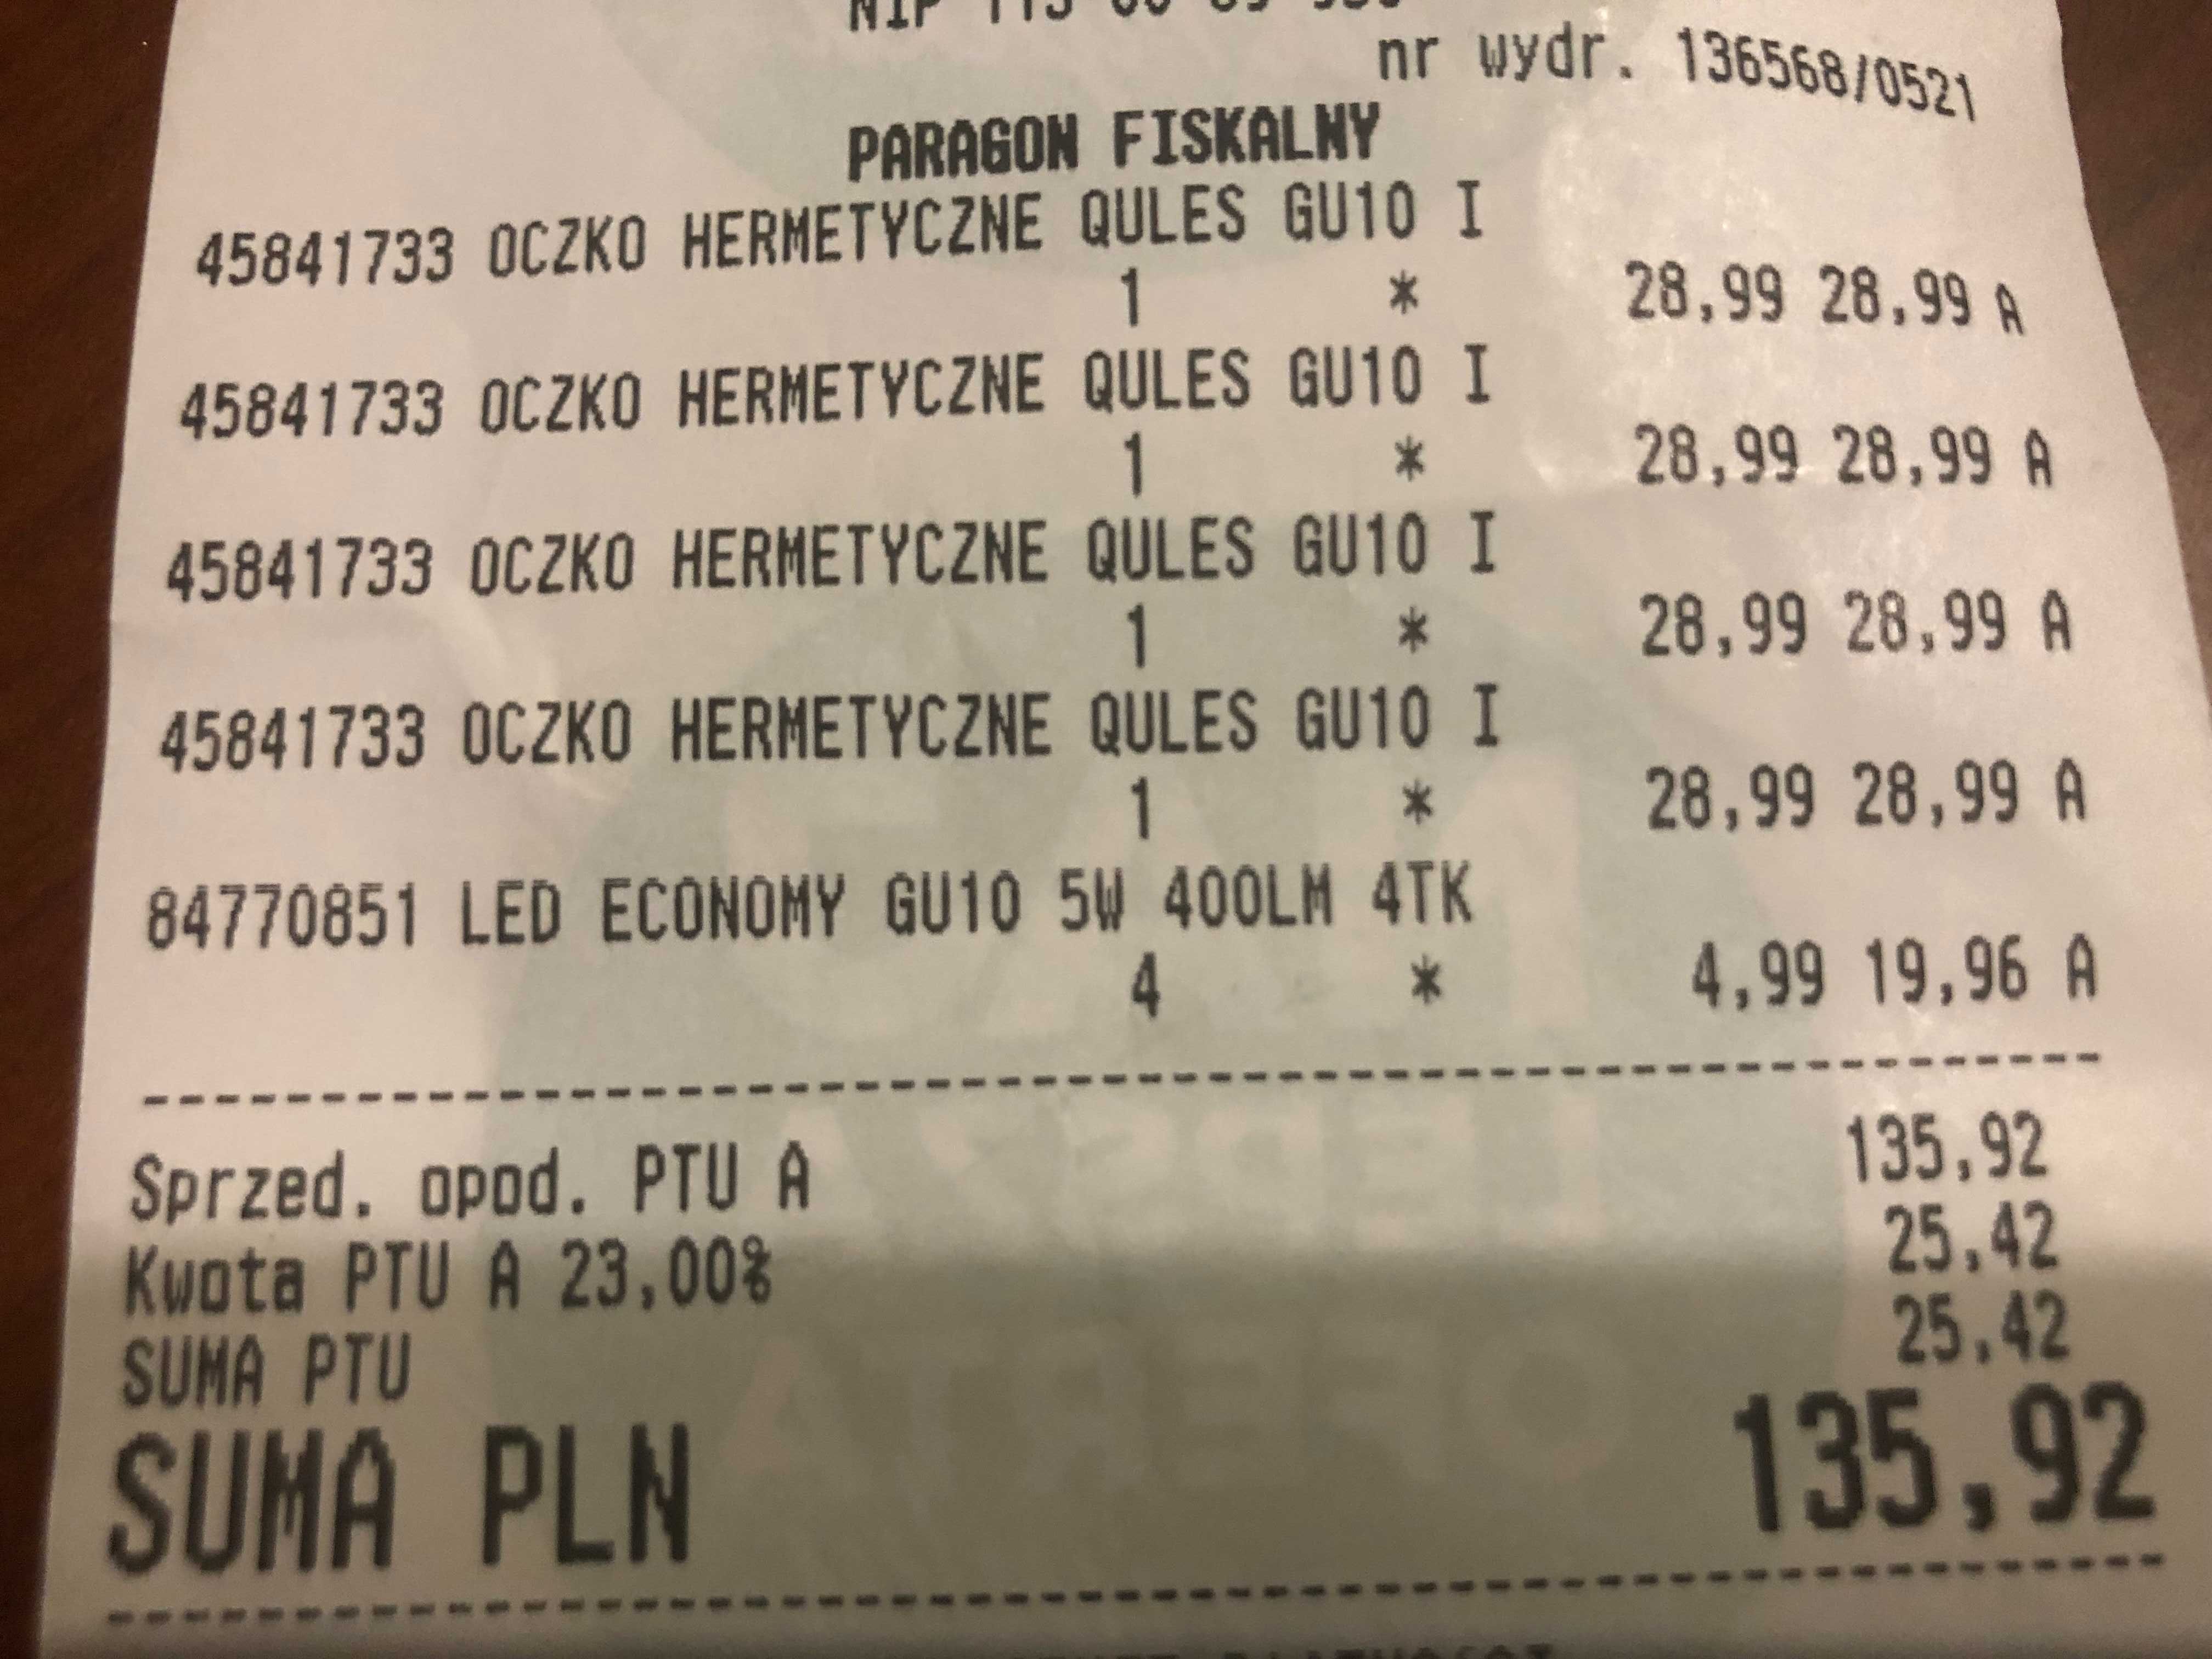 NIP 113
nr wydr. 136568/0521
PARAGON FISKALNY
45841733 OCZKO HERMETYCZNE QULES GU10 I
1 * 28,99 28,99 A
45841733 OCZKO HERMETYCZNE QULES GU10 I
1 * 28,99 28,99 A
45841733 OCZKO HERMETYCZNE QULES GU10 I
1 * 28,99 28,99 A
45841733 OCZKO HERMETYCZNE QULES GU10 I
1 * 28,99 28,99 A
84770851 LED ECONOMY GU10 5W 400LM 4TK
4 * 4,99 19,96 A
Sprzed. opod. PTU A 135,92
Kwota PTU A 23,00% 25,42
SUMA PTU 25,42
SUMA PLN 135,92